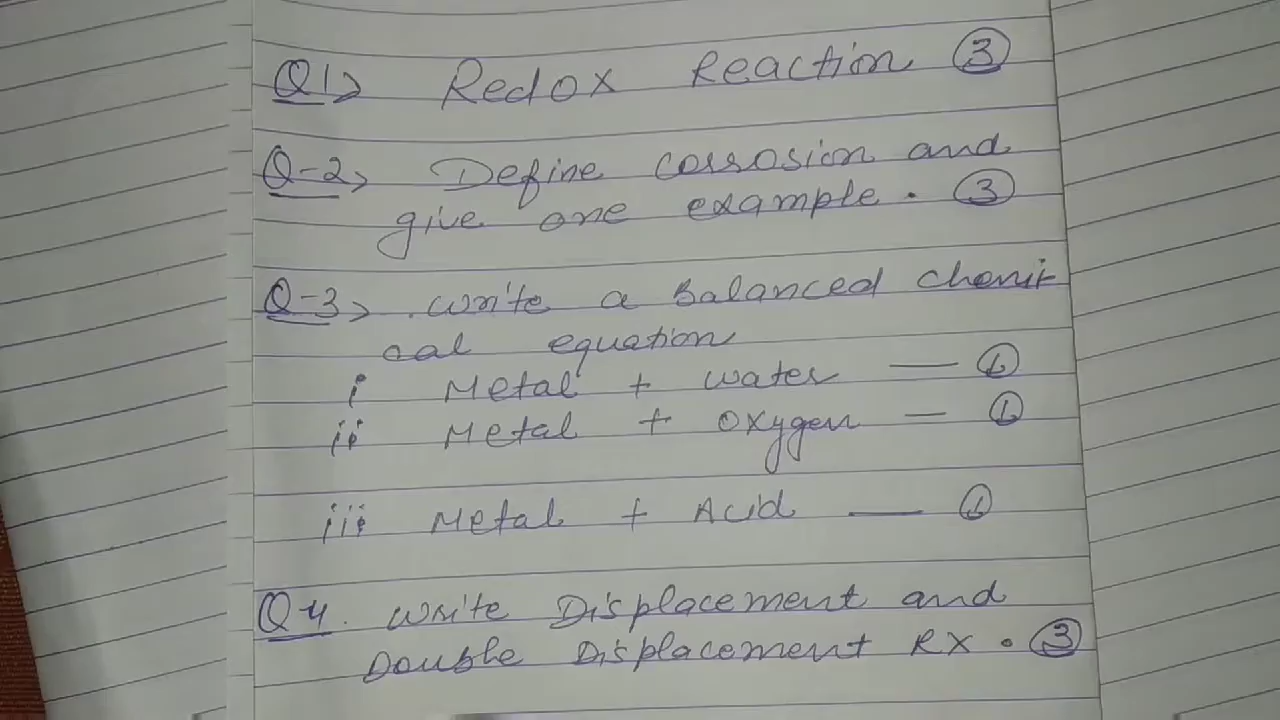 Q1> Redox Reaction ③
Q-2> Define corrosion and
give one example. ③
Q-3> .write a Balanced chemi
cal equation
i Metal + water — ①
ii Metal + oxygen — ①
iii Metal + Acid — ①
Q4. write Displacement and
Double Displacement RX. ③